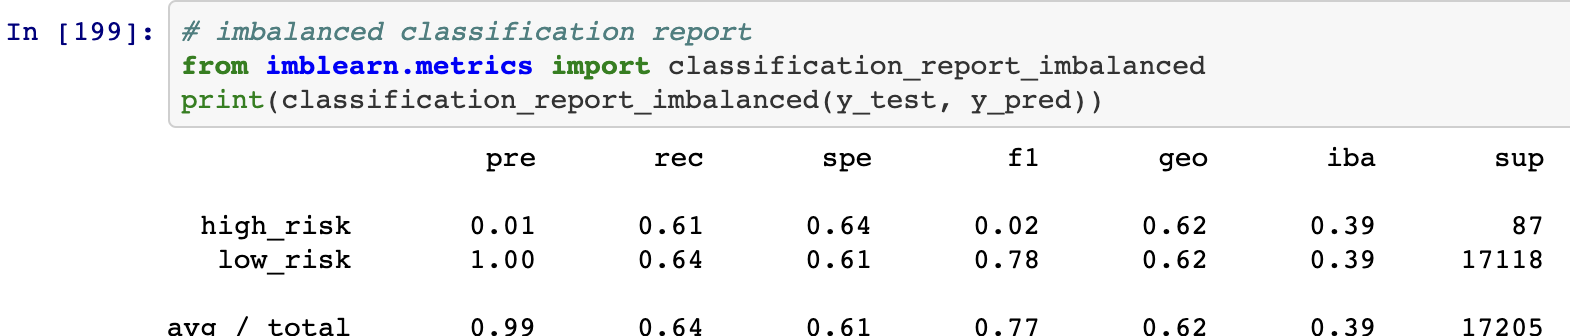 In [199]: # imbalanced classification report
from imblearn.metrics import classification_report_imbalanced
print(classification_report_imbalanced(y_test, y_pred))
pre rec spe f1 geo iba sup
high_risk 0.01 0.61 0.64 0.02 0.62 0.39 87
low_risk 1.00 0.64 0.61 0.78 0.62 0.39 17118
avg / total 0.99 0.64 0.61 0.77 0.62 0.39 17205